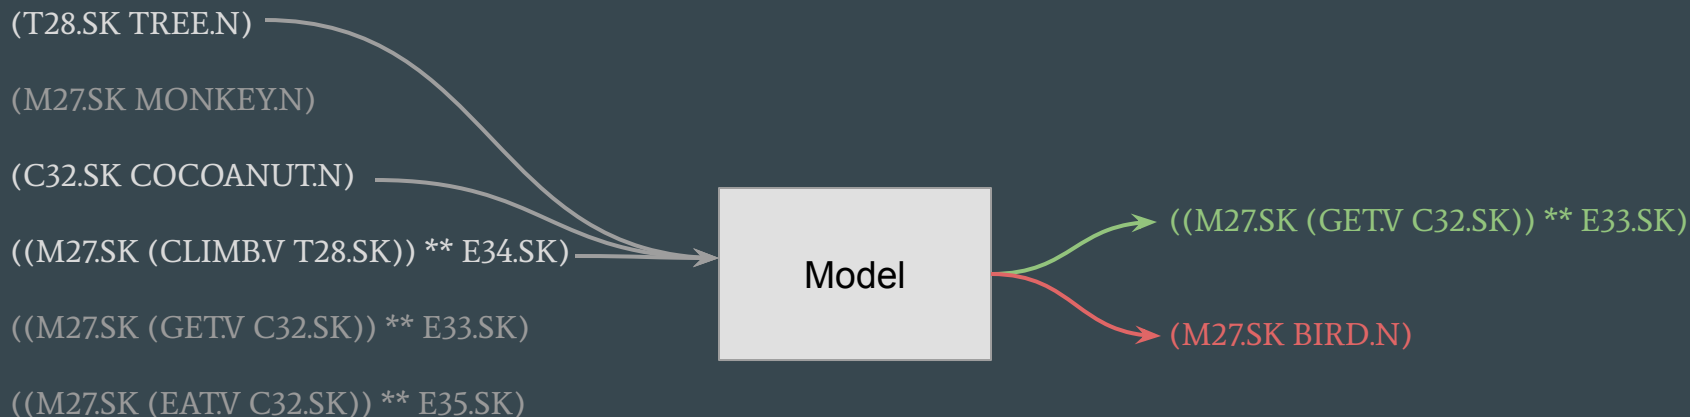 (T28.SK TREE.N)
(M27.SK MONKEY.N)
(C32.SK COCOANUT.N)
((M27.SK (CLIMB.V T28.SK)) ** E34.SK)
((M27.SK (GET.V C32.SK)) ** E33.SK)
((M27.SK (EAT.V C32.SK)) ** E35.SK)
Model
((M27.SK (GET.V C32.SK)) ** E33.SK)
(M27.SK BIRD.N)